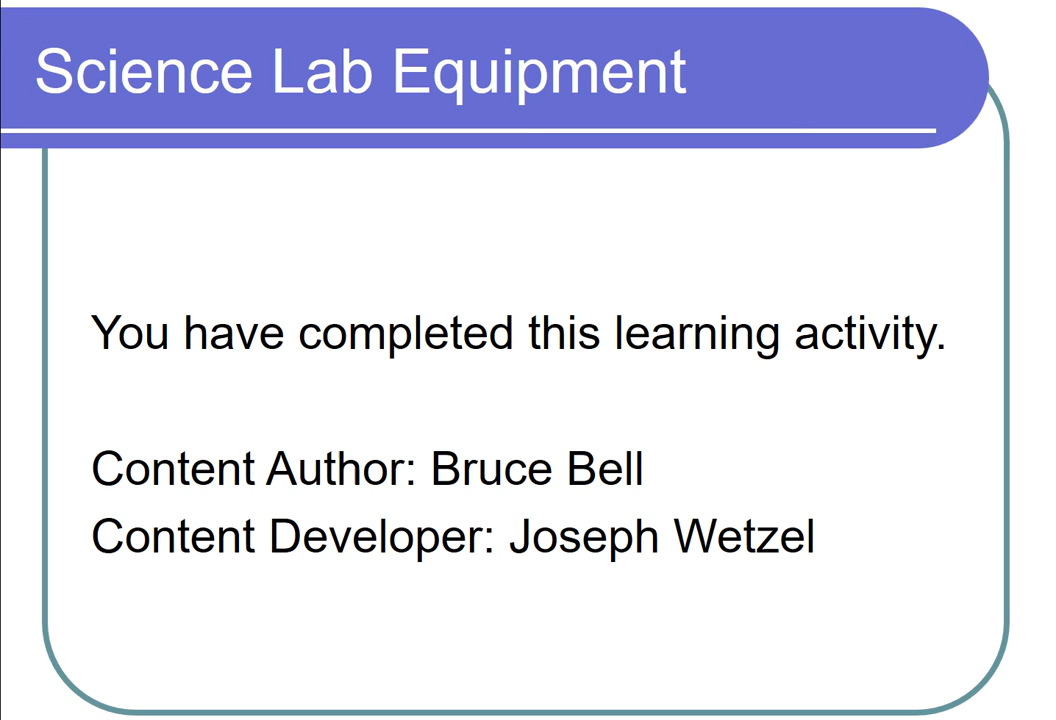 Science Lab Equipment
You have completed this learning activity.
Content Author: Bruce Bell
Content Developer: Joseph Wetzel